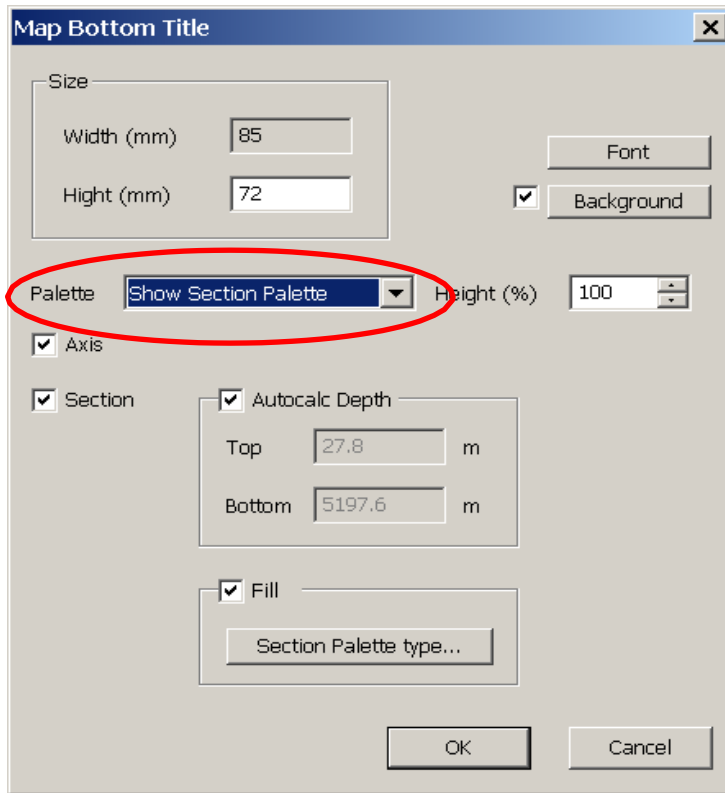 Map Bottom Title
Size
Width (mm) 85
Hight (mm) 72
Font
Background
Palette Show Section Palette Height (%) 100
Axis
Section
Autocalc Depth
Top 27.8 m
Bottom 5197.6 m
Fill
Section Palette type...
OK Cancel